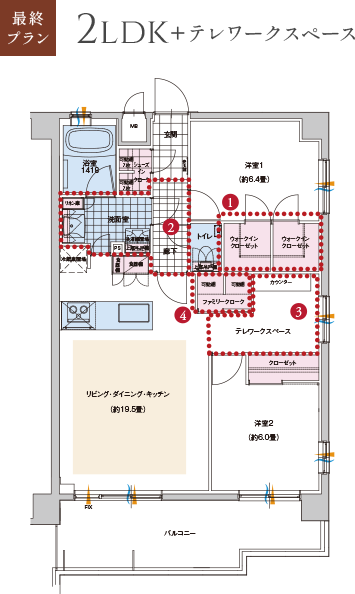 最終
プラン
2LDK+テレワークスペース
MB
玄関
浴室
1418
可動棚
7枚
シューズ
イン
クローク
可動棚
7枚
洋室1
(約6.4畳)
1
リネン庫
洗面室
2
トイレ
ウォークイン
クローゼット
ウォークイン
クローゼット
PS
廊下
冷蔵庫置場
可動棚
可動棚
カウンター
ファミリークローク
4
3
テレワークスペース
クローゼット
リビング・ダイニング・キッチン
(約19.5畳)
洋室2
(約6.0畳)
FIX
バルコニー